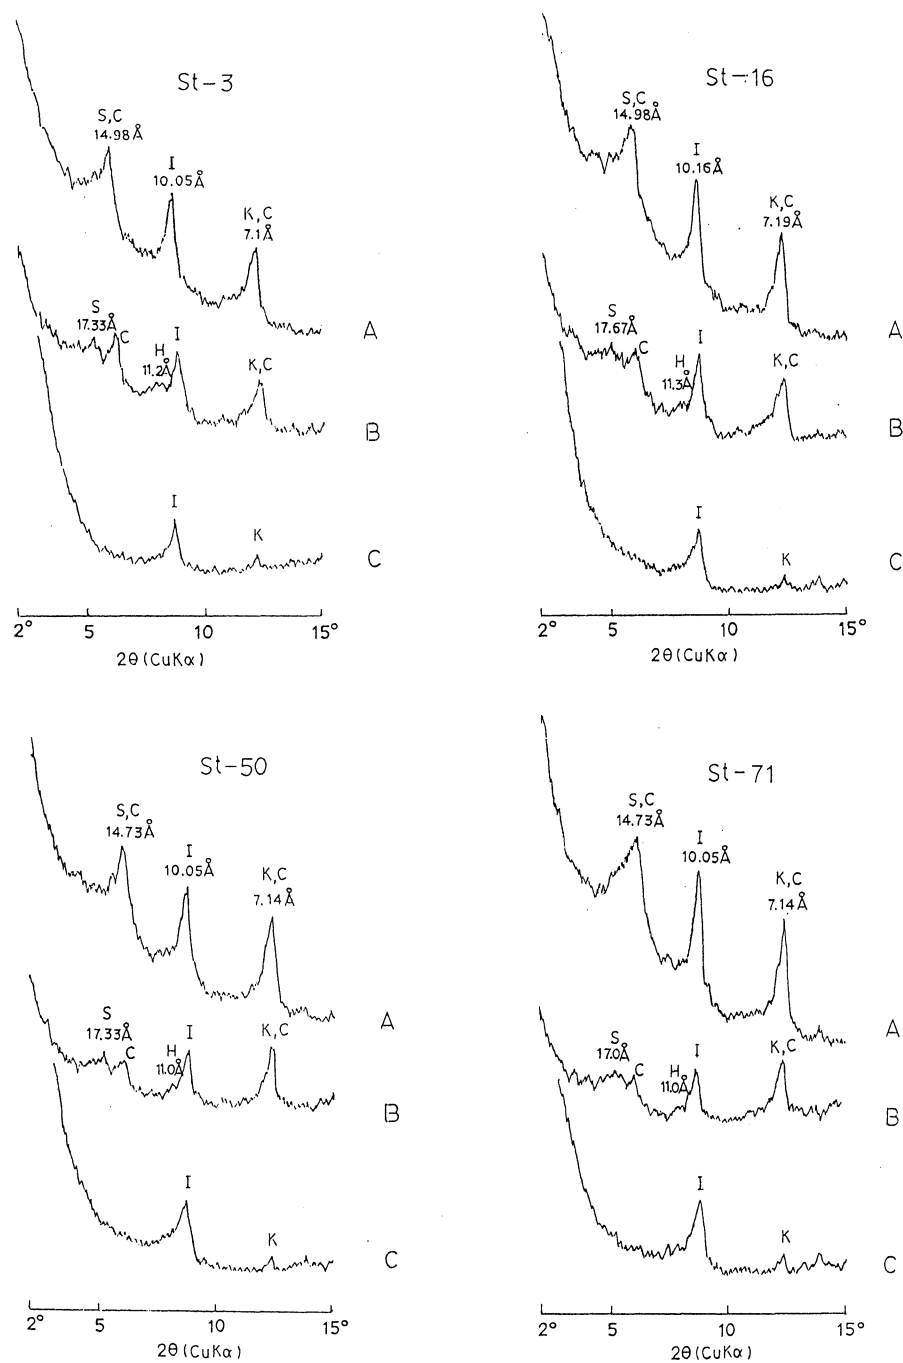 St-3
S,C
14.98Å
I
10.05Å
K,C
7.1Å
A
S
17.33Å
C
H
11.2Å
I
K,C
B
I
K
C
2° 5 10 15°
2θ(CuKα)
St-16
S,C
14.98Å
I
10.16Å
K,C
7.19Å
A
S
17.67Å
C
H
11.3Å
I
K,C
B
I
K
C
2° 5 10 15°
2θ(CuKα)
St-50
S,C
14.73Å
I
10.05Å
K,C
7.14Å
A
S
17.33Å
C
H
11.0Å
I
K,C
B
I
K
C
2° 5 10 15°
2θ(CuKα)
St-71
S,C
14.73Å
I
10.05Å
K,C
7.14Å
A
S
17.0Å
C
H
11.0Å
I
K,C
B
I
K
C
2° 5 10 15°
2θ(CuKα)